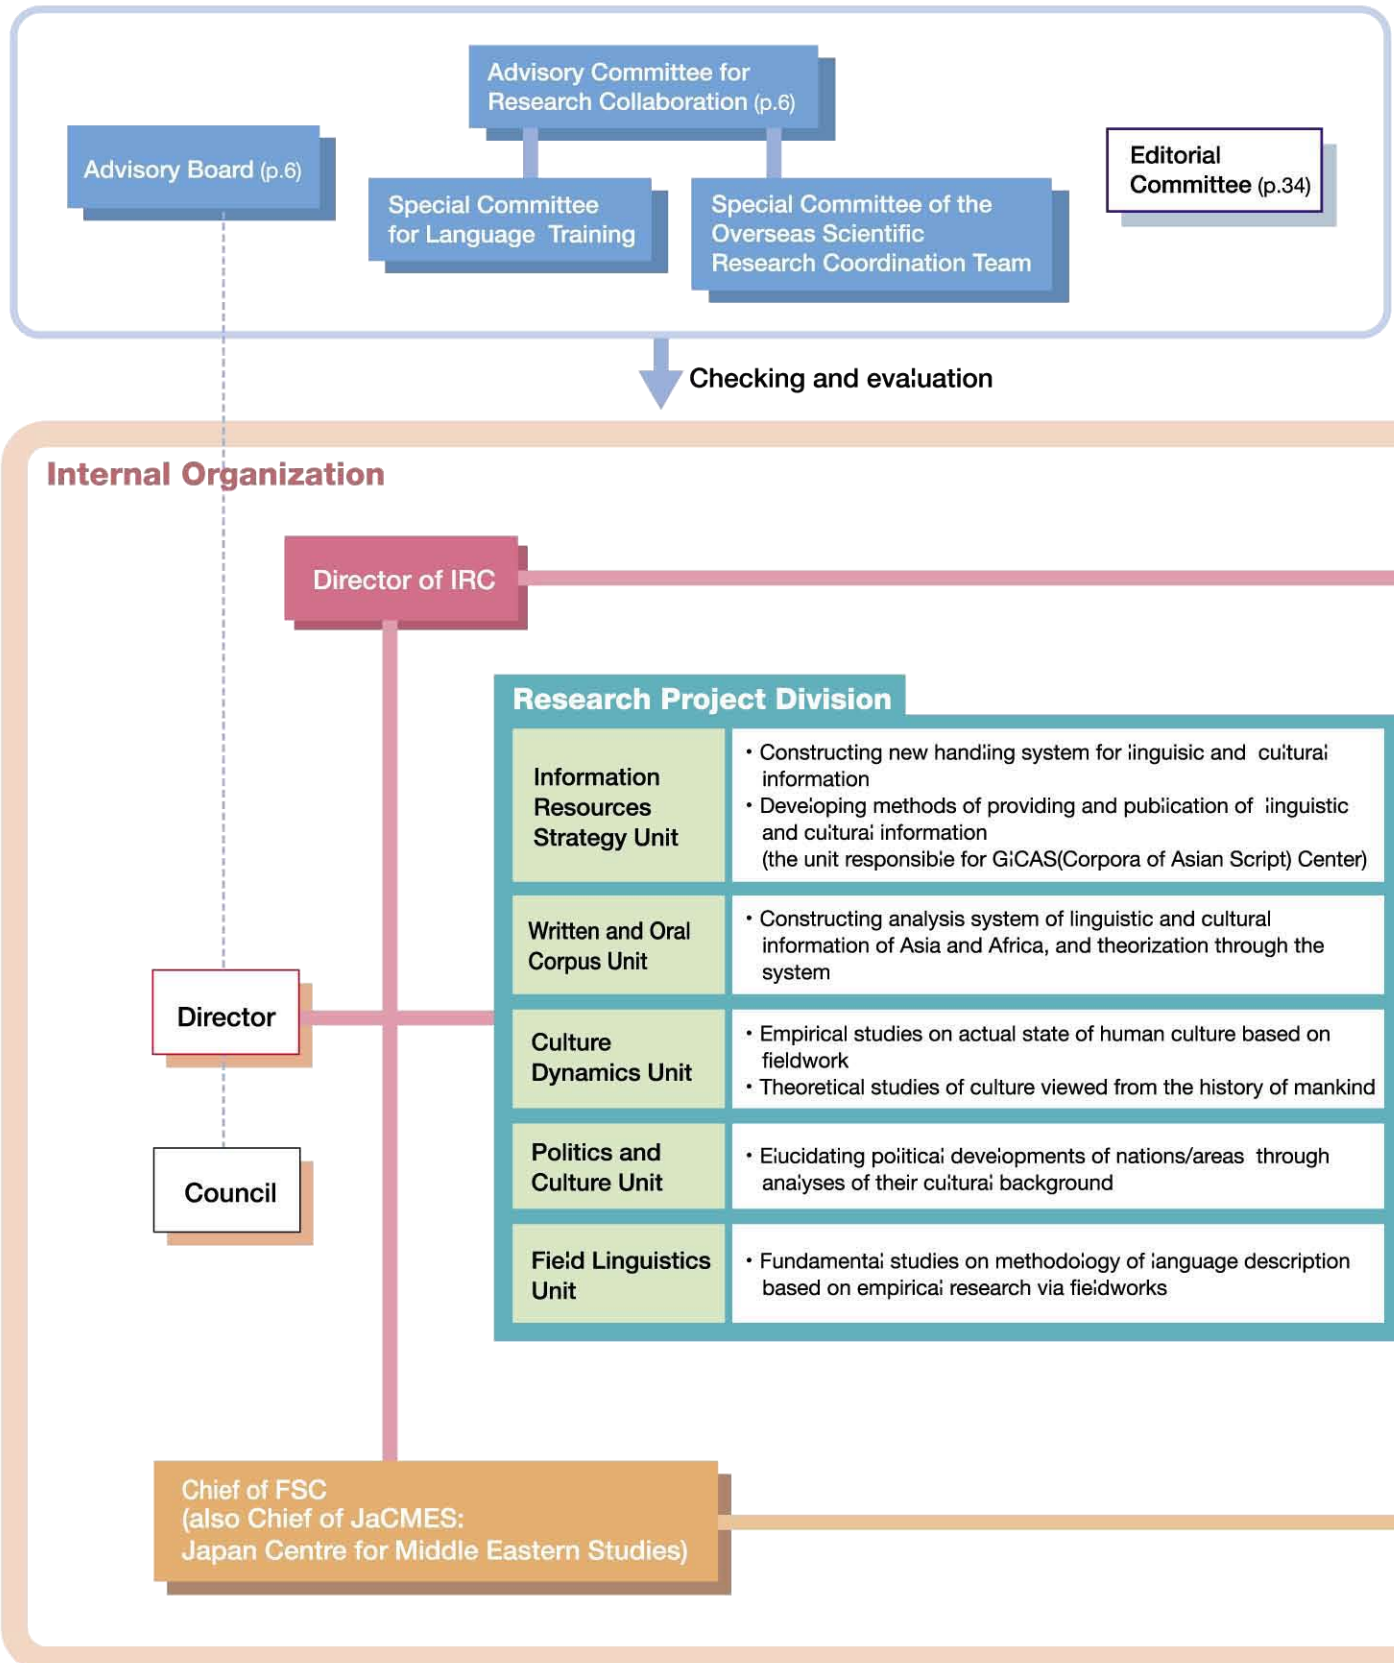 Advisory Committee for
Research Collaboration (p.6)
Advisory Board (p.6)
Editorial
Committee (p.34)
Special Committee
for Language Training
Special Committee of the
Overseas Scientific
Research Coordination Team
Checking and evaluation
Internal Organization
Director of IRC
Research Project Division
Information
Resources
Strategy Unit
・Constructing new handling system for linguisic and cultural
information
・Developing methods of providing and publication of linguistic
and cultural information
(the unit responsible for GICAS(Corpora of Asian Script) Center)
Written and Oral
Corpus Unit
・Constructing analysis system of linguistic and cultural
information of Asia and Africa, and theorization through the
system
Director
Culture
Dynamics Unit
・Empirical studies on actual state of human culture based on
fieldwork
・Theoretical studies of culture viewed from the history of mankind
Council
Politics and
Culture Unit
・Elucidating political developments of nations/areas through
analyses of their cultural background
Field Linguistics
Unit
・Fundamental studies on methodology of language description
based on empirical research via fieldworks
Chief of FSC
(also Chief of JaCMES:
Japan Centre for Middle Eastern Studies)